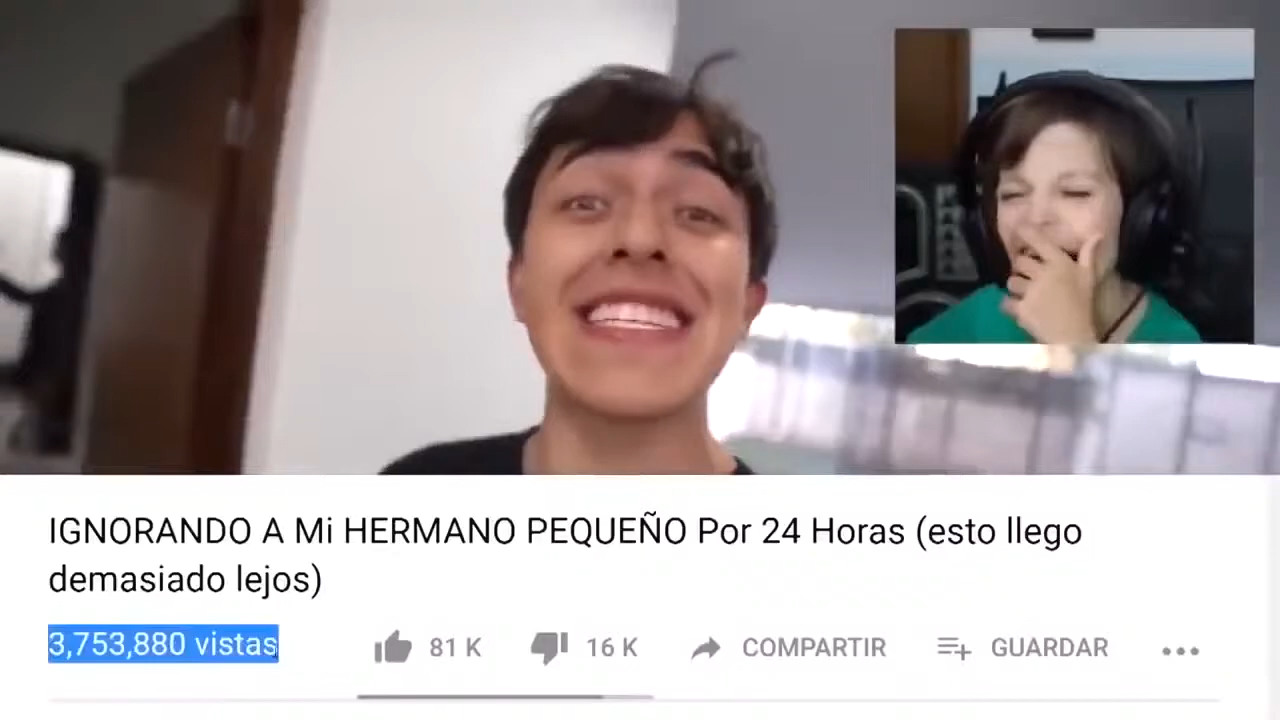 IGNORANDO A Mi HERMANO PEQUEÑO Por 24 Horas (esto llego
demasiado lejos)
3,753,880 vistas 81 K 16 K COMPARTIR GUARDAR